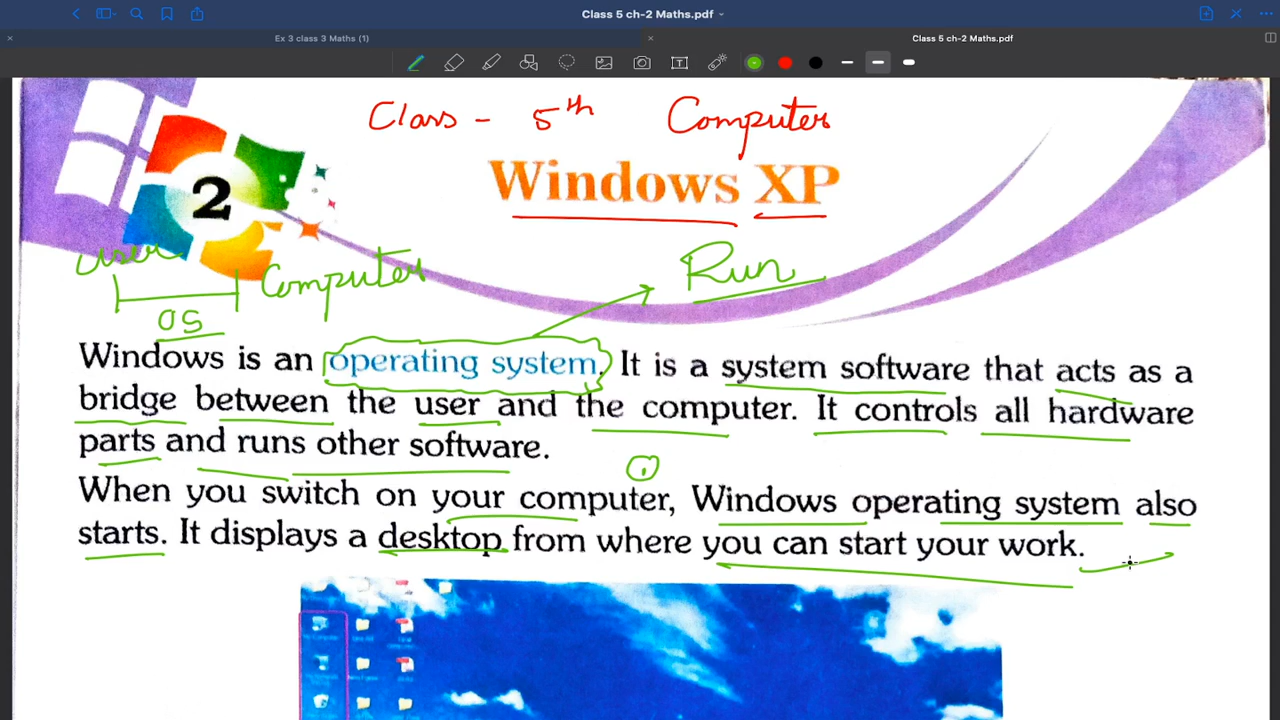 Class 5 ch-2 Maths.pdf
Ex 3 class 3 Maths (1)
Class 5 ch-2 Maths.pdf
Class - 5th Computer
2
Windows XP
User
Computer
OS
Run
Windows is an operating system. It is a system software that acts as a
bridge between the user and the computer. It controls all hardware
parts and runs other software.
When you switch on your computer, Windows operating system also
starts. It displays a desktop from where you can start your work.